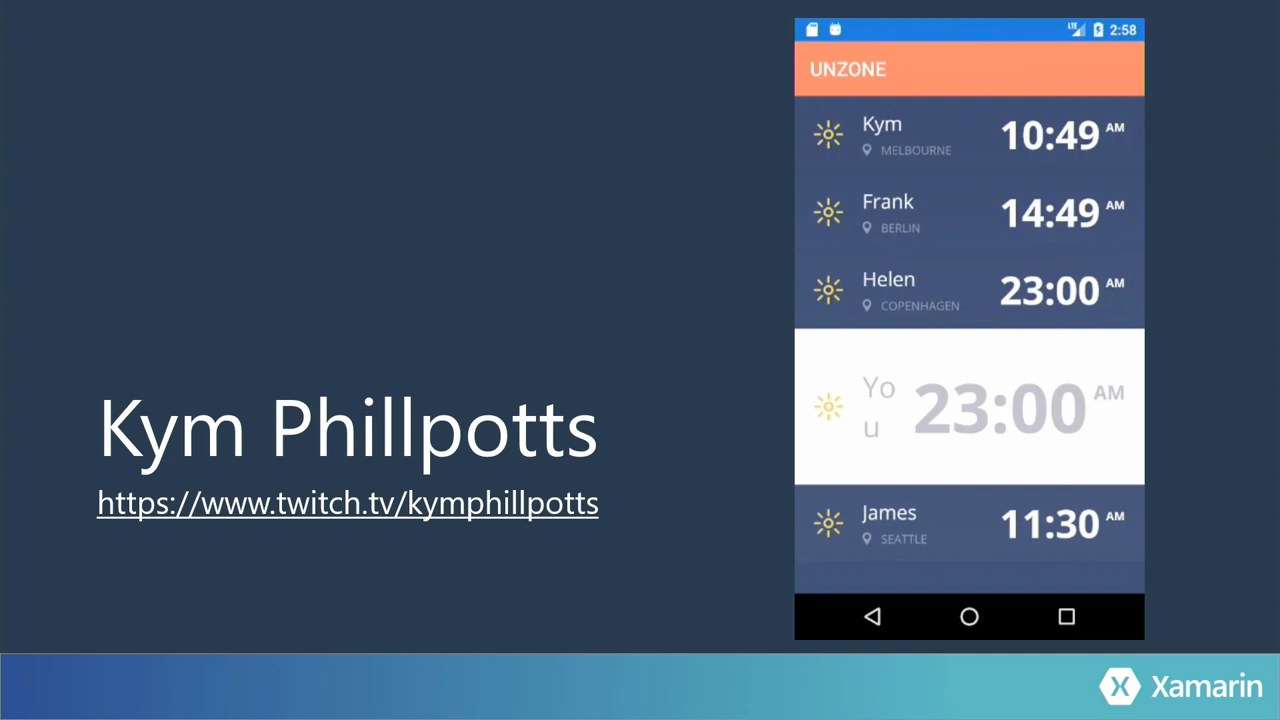 Kym Phillpotts
https://www.twitch.tv/kymphillpotts
LTE 2:58
UNZONE
Kym 10:49 AM
MELBOURNE
Frank 14:49 AM
BERLIN
Helen 23:00 AM
COPENHAGEN
Yo
u
23:00 AM
James 11:30 AM
SEATTLE
Xamarin